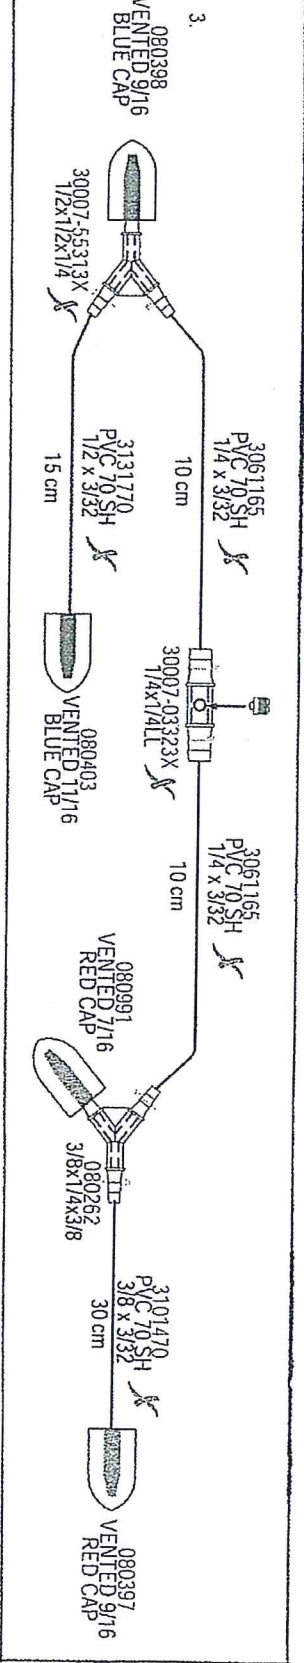 3.
080398
VENTED 9/16
BLUE CAP
30007-55313X
1/2x1/2x1/4
3061165
PVC 70 SH
1/4 x 3/32
10 cm
3131770
PVC 70 SH
1/2 x 3/32
15 cm
080403
VENTED 11/16
BLUE CAP
30007-03323X
1/4x1/4LL
3061165
PVC 70 SH
1/4 x 3/32
10 cm
080991
VENTED 7/16
RED CAP
080262
3/8x1/4x3/8
3101470
PVC 70 SH
3/8 x 3/32
30 cm
080397
VENTED 9/16
RED CAP